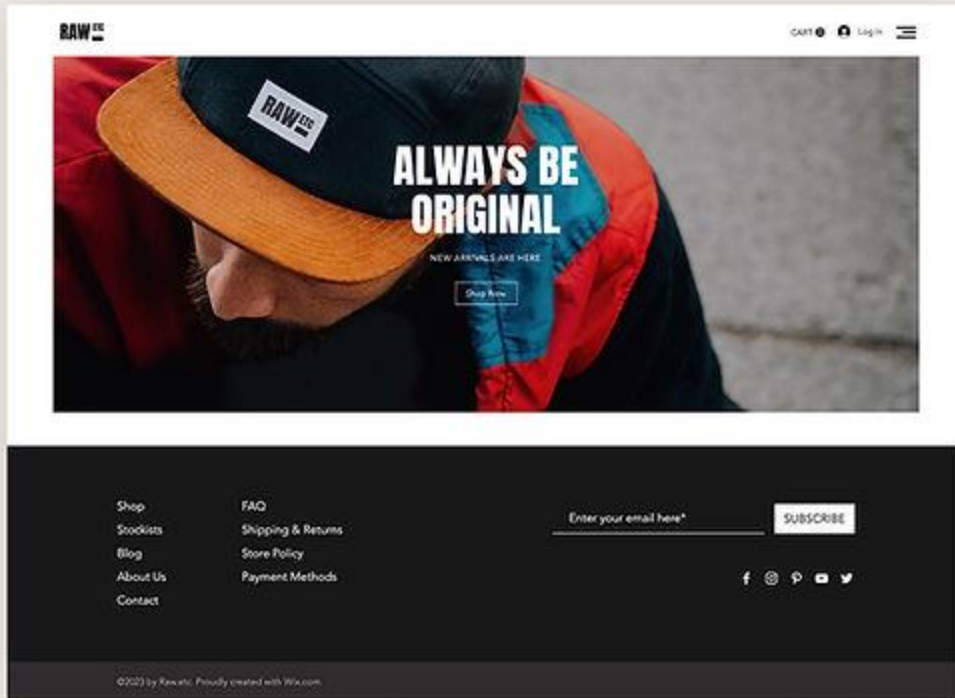 RAW ETC
CART 0 Log In
RAW ETC
ALWAYS BE
ORIGINAL
NEW ARRIVALS ARE HERE
Shop Now
Shop
Stockists
Blog
About Us
Contact
FAQ
Shipping & Returns
Store Policy
Payment Methods
Enter your email here*
SUBSCRIBE
©2023 by Raw.etc. Proudly created with Wix.com